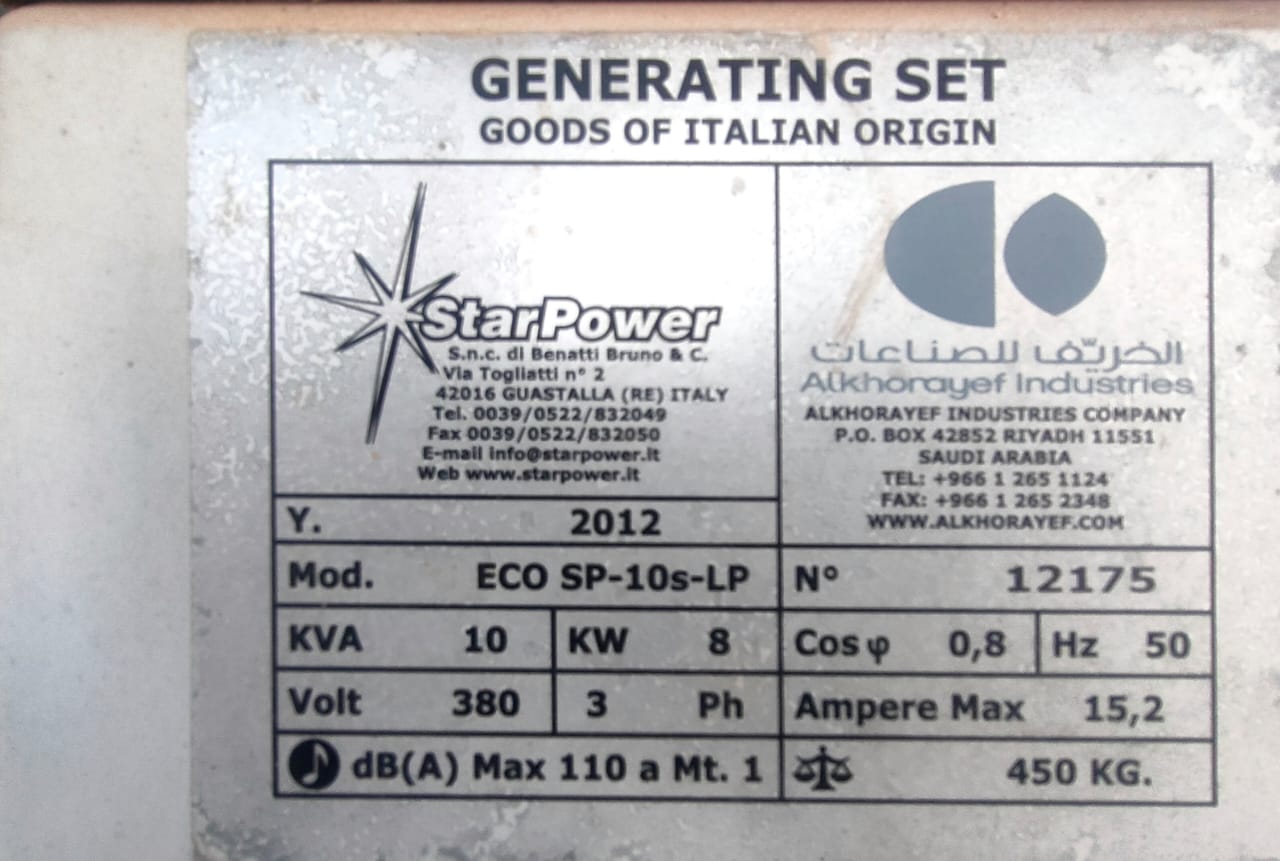 GENERATING SET
GOODS OF ITALIAN ORIGIN
StarPower
S.n.c. di Benatti Bruno & C.
Via Togliatti n° 2
42016 GUASTALLA (RE) ITALY
Tel. 0039/0522/832049
Fax 0039/0522/832050
E-mail info@starpower.it
Web www.starpower.it
الخريّف للصناعات
Alkhorayef Industries
ALKHORAYEF INDUSTRIES COMPANY
P.O. BOX 42852 RIYADH 11551
SAUDI ARABIA
TEL: +966 1 265 1124
FAX: +966 1 265 2348
WWW.ALKHORAYEF.COM
Y. 2012
Mod. ECO SP-10s-LP N° 12175
KVA 10 KW 8 Cos φ 0,8 Hz 50
Volt 380 3 Ph Ampere Max 15,2
dB(A) Max 110 a Mt. 1 450 KG.